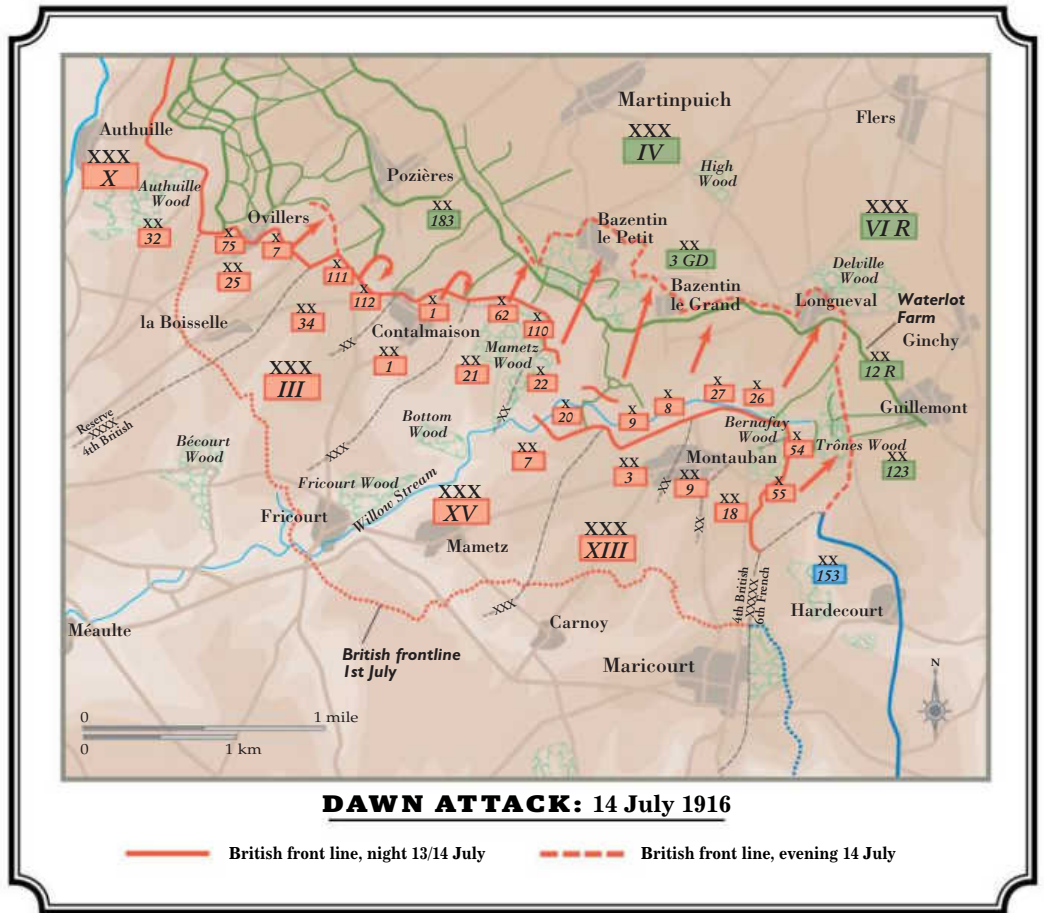 Martinpuich
Flers
Authuille
XXX
X
XXX
IV
High
Wood
Authuille
Wood
Pozières
XX
183
XXX
VI R
XX
32
Ovillers
X
75
X
7
Bazentin
le Petit
XX
3 GD
Delville
Wood
XX
25
X
111
X
112
X
1
X
62
X
110
Bazentin
le Grand
Longueval
Waterlot
Farm
Ginchy
la Boisselle
XX
34
Contalmaison
XX
XX
1
XX
21
Mametz
Wood
X
22
XX
12 R
XXX
III
X
27
X
26
X
8
X
9
X
20
Guillemont
Reserve
XXXX
4th British
Bécourt
Wood
Bottom
Wood
XX
Bernafay
Wood
X
54
Trônes Wood
XX
123
XXX
XX
7
XX
3
Montauban
XX
XX
9
X
55
XX
18
XX
Fricourt Wood
Willow Stream
XXX
XV
Fricourt
Mametz
XXX
XIII
XX
153
4th British
XXXXX
6th French
Hardecourt
XXX
Carnoy
Méaulte
British frontline
1st July
Maricourt
N
0
1 mile
0
1 km
DAWN ATTACK: 14 July 1916
British front line, night 13/14 July
British front line, evening 14 July